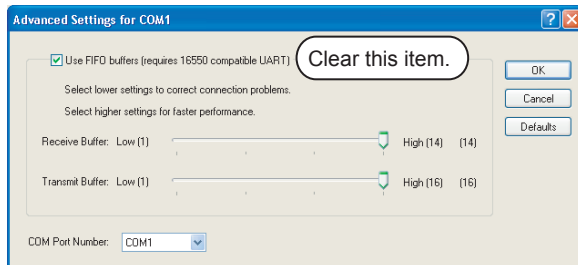 Advanced Settings for COM1
Use FIFO buffers (requires 16550 compatible UART)
Clear this item.
OK
Select lower settings to correct connection problems.
Cancel
Select higher settings for faster performance.
Defaults
Receive Buffer: Low (1) High (14) (14)
Transmit Buffer: Low (1) High (16) (16)
COM Port Number: COM1